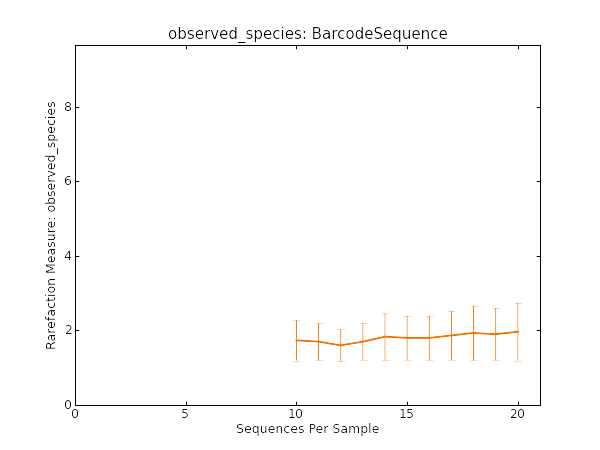 observed_species: BarcodeSequence
Rarefaction Measure: observed_species
8
6
4
2
0
0 5 10 15 20
Sequences Per Sample